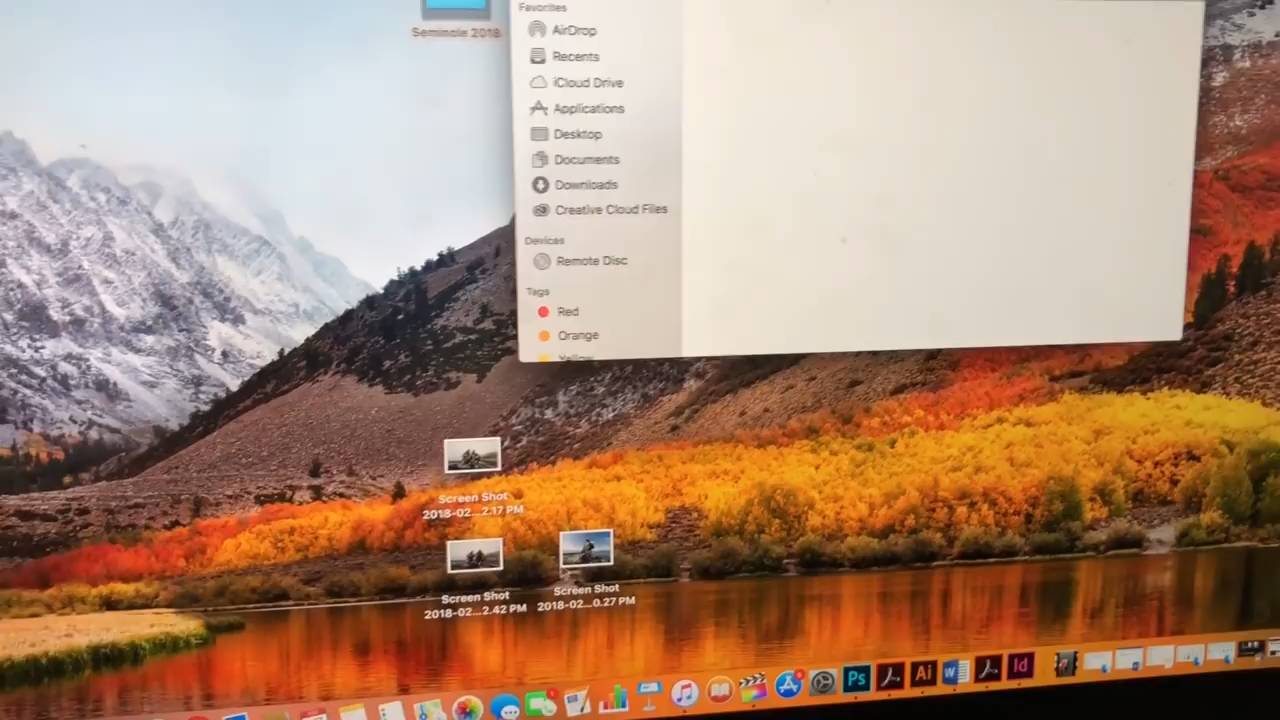 Favorites
Seminole 2018
AirDrop
Recents
iCloud Drive
Applications
Desktop
Documents
Downloads
Creative Cloud Files
Devices
Remote Disc
Tags
Red
Orange
Yellow
Screen Shot
2018-02...2.17 PM
Screen Shot
2018-02...2.42 PM
Screen Shot
2018-02...0.27 PM
Ps
Ai
W
Id